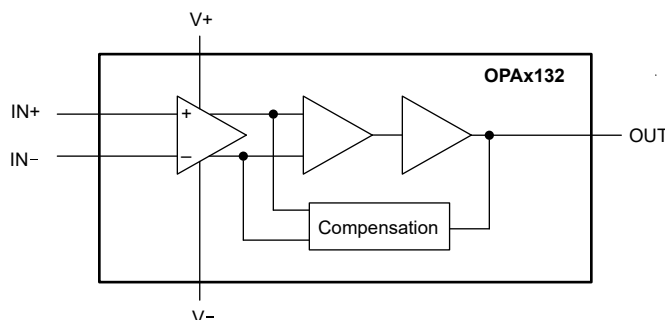 V+
OPAx132
IN+
+
OUT
IN−
−
Compensation
V−